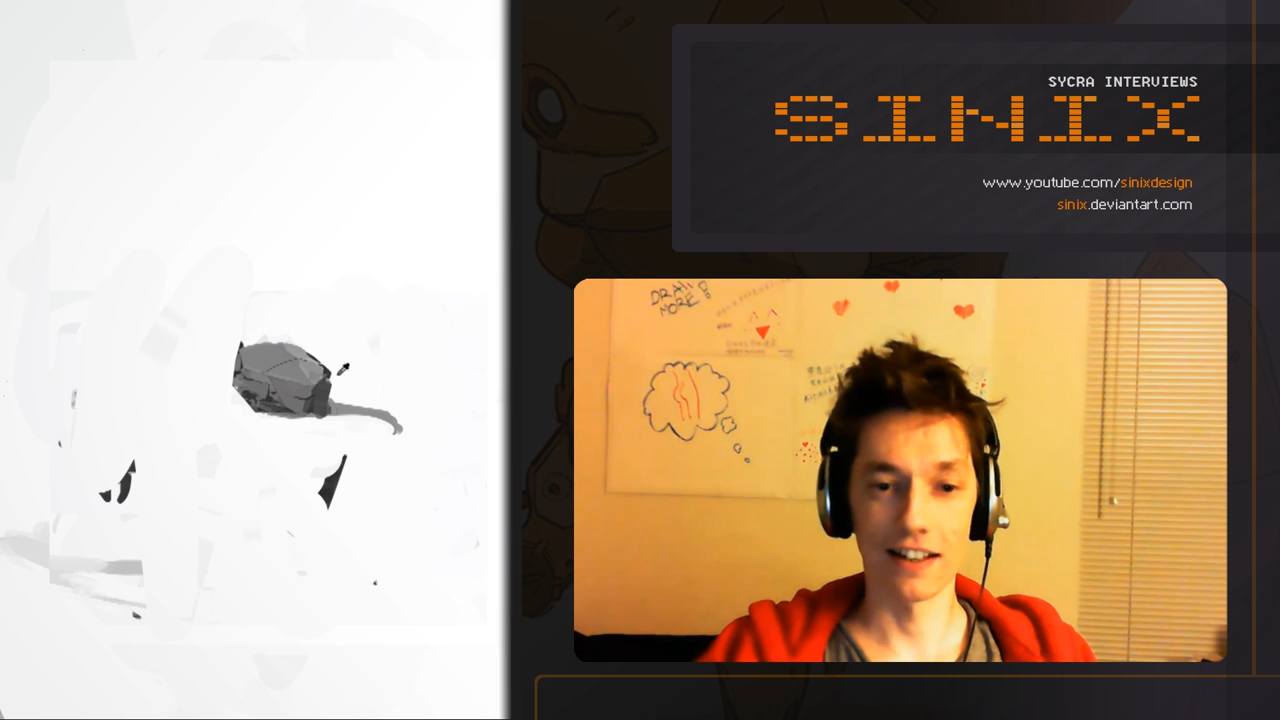 SYCRA INTERVIEWS
SINIX
www.youtube.com/sinixdesign
sinix.deviantart.com
DRAW
MORE!